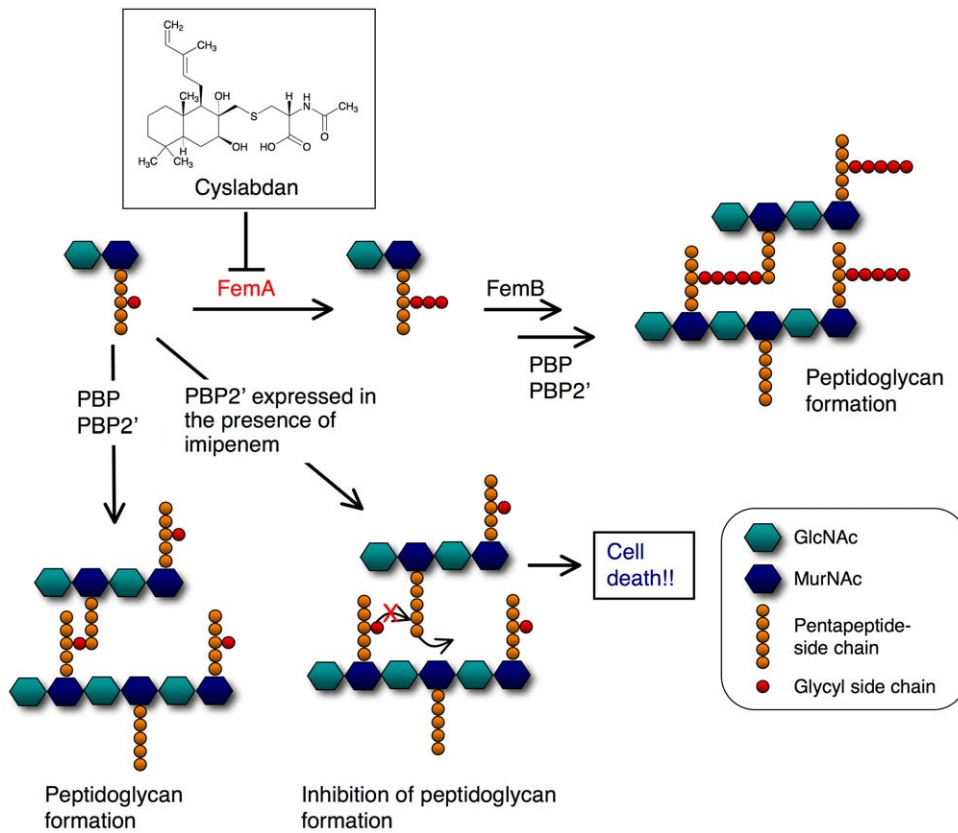 CH2
CH3
CH3
OH
H
H
N
CH3
S
O
HO
O
OH
H
H3C
CH3
Cyslabdan
FemA
FemB
PBP
PBP2'
Peptidoglycan
formation
PBP
PBP2'
PBP2' expressed in
the presence of
imipenem
X
Cell
death!!
GlcNAc
MurNAc
Pentapeptide-
side chain
Glycyl side chain
Peptidoglycan
formation
Inhibition of peptidoglycan
formation